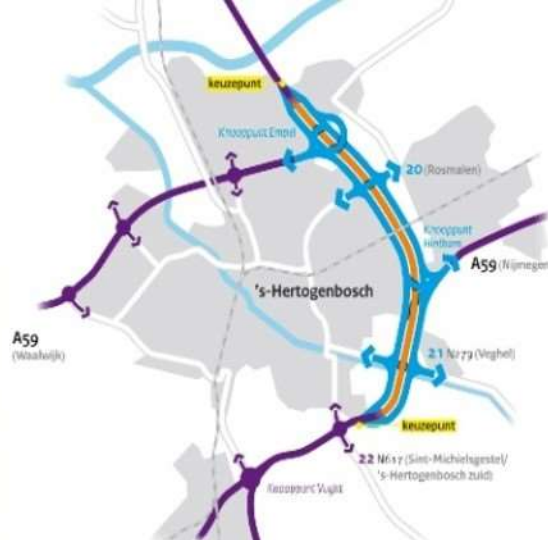 keuzepunt
Knooppunt Empel
20 (Rosmalen)
Knooppunt
Hintham
A59 (Nijmegen
's-Hertogenbosch
A59
(Waalwijk)
21 N279 (Veghel)
keuzepunt
22 N617 (Sint-Michielsgestel/
's-Hertogenbosch zuid)
Knooppunt Vught